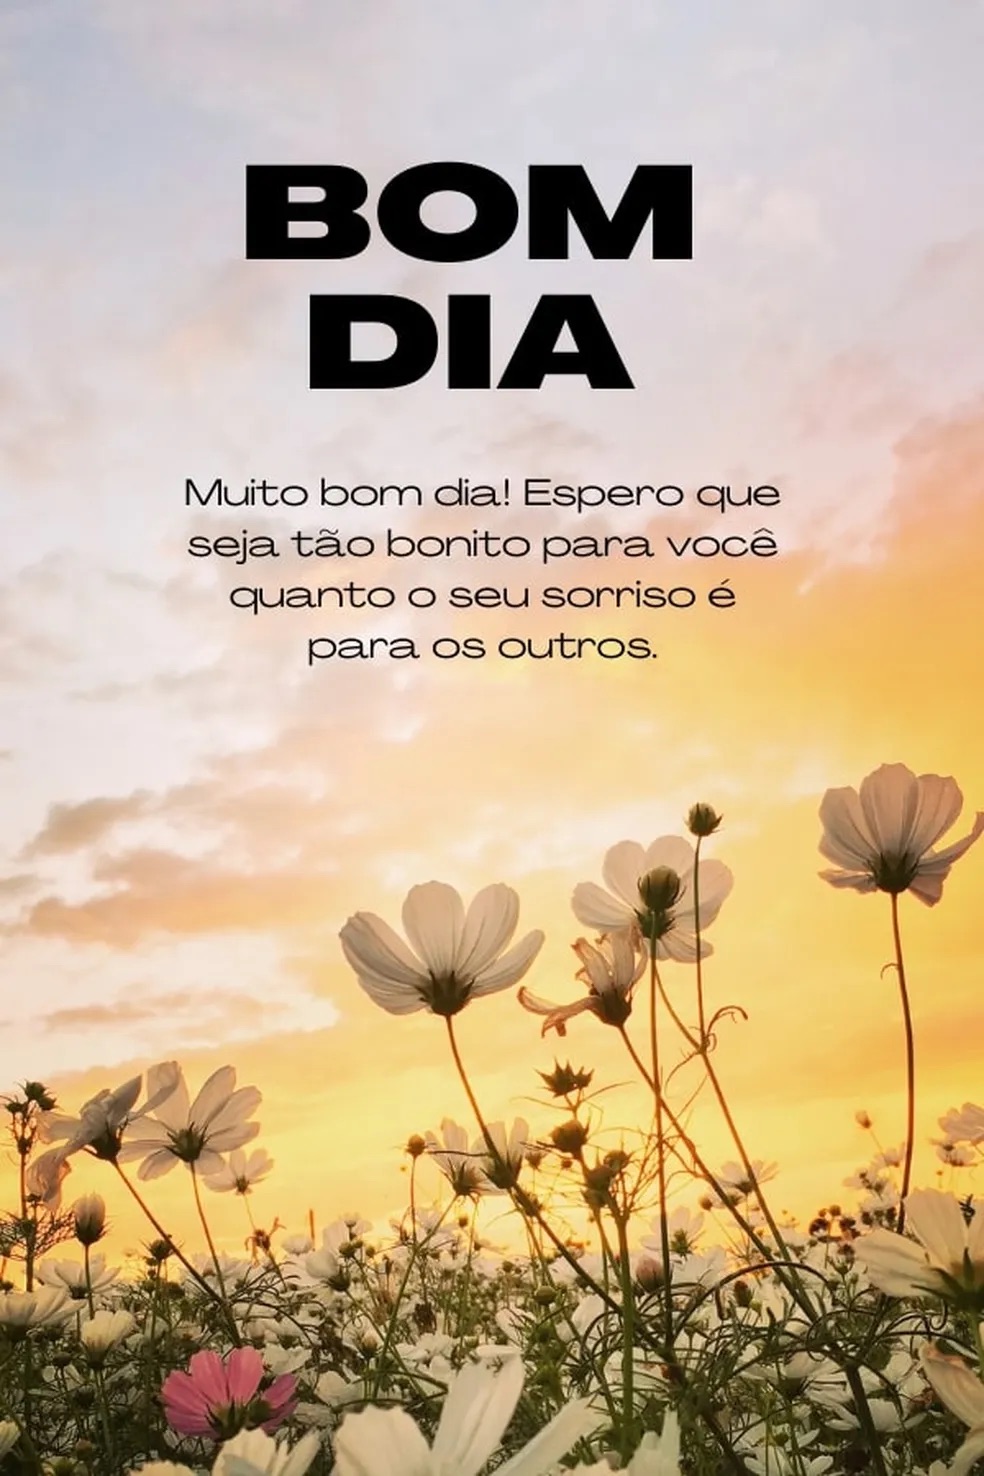 BOM
DIA
Muito bom dia! Espero que
seja tão bonito para você
quanto o seu sorriso é
para os outros.